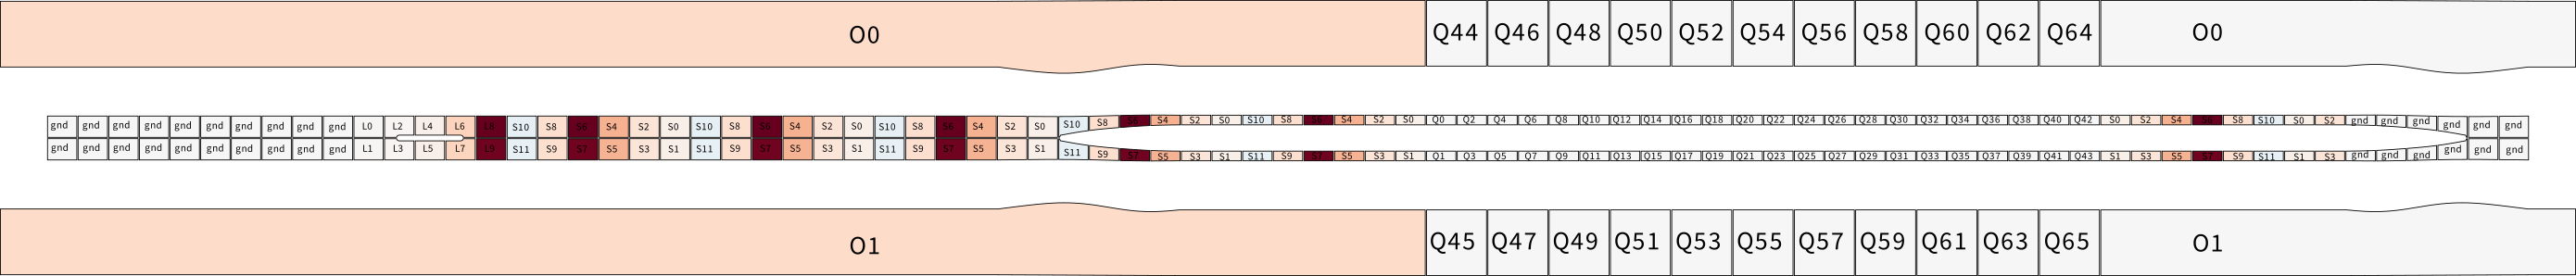 O0 Q44 Q46 Q48 Q50 Q52 Q54 Q56 Q58 Q60 Q62 Q64 O0
gnd gnd gnd gnd gnd gnd gnd gnd gnd gnd L0 L2 L4 L6 L8 S10 S8 S6 S4 S2 S0 S10 S8 S6 S4 S2 S0 S10 S8 S6 S4 S2 S0 S10 S8 S6 S4 S2 S0 S10 S8 S6 S4 S2 S0 Q0 Q2 Q4 Q6 Q8 Q10 Q12 Q14 Q16 Q18 Q20 Q22 Q24 Q26 Q28 Q30 Q32 Q34 Q36 Q38 Q40 Q42 S0 S2 S4 S6 S8 S10 S0 S2 gnd gnd gnd gnd gnd gnd
gnd gnd gnd gnd gnd gnd gnd gnd gnd gnd L1 L3 L5 L7 L9 S11 S9 S7 S5 S3 S1 S11 S9 S7 S5 S3 S1 S11 S9 S7 S5 S3 S1 S11 S9 S7 S5 S3 S1 S11 S9 S7 S5 S3 S1 Q1 Q3 Q5 Q7 Q9 Q11 Q13 Q15 Q17 Q19 Q21 Q23 Q25 Q27 Q29 Q31 Q33 Q35 Q37 Q39 Q41 Q43 S1 S3 S5 S7 S9 S11 S1 S3 gnd gnd gnd gnd gnd gnd
O1 Q45 Q47 Q49 Q51 Q53 Q55 Q57 Q59 Q61 Q63 Q65 O1